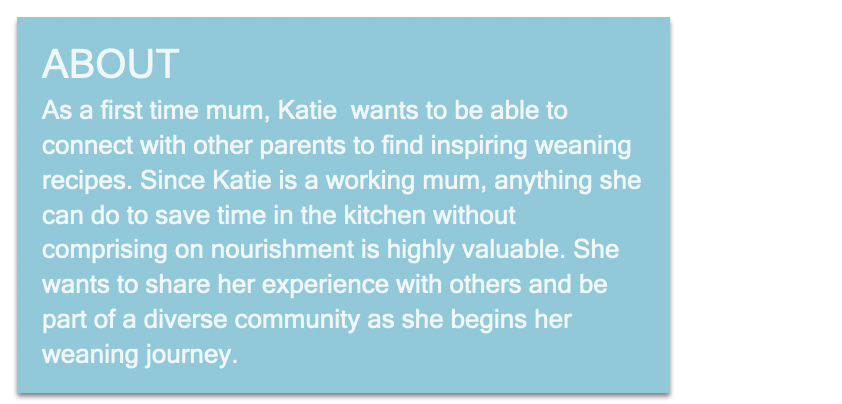 ABOUT
As a first time mum, Katie  wants to be able to
connect with other parents to find inspiring weaning
recipes. Since Katie is a working mum, anything she
can do to save time in the kitchen without
comprising on nourishment is highly valuable. She
wants to share her experience with others and be
part of a diverse community as she begins her
weaning journey.